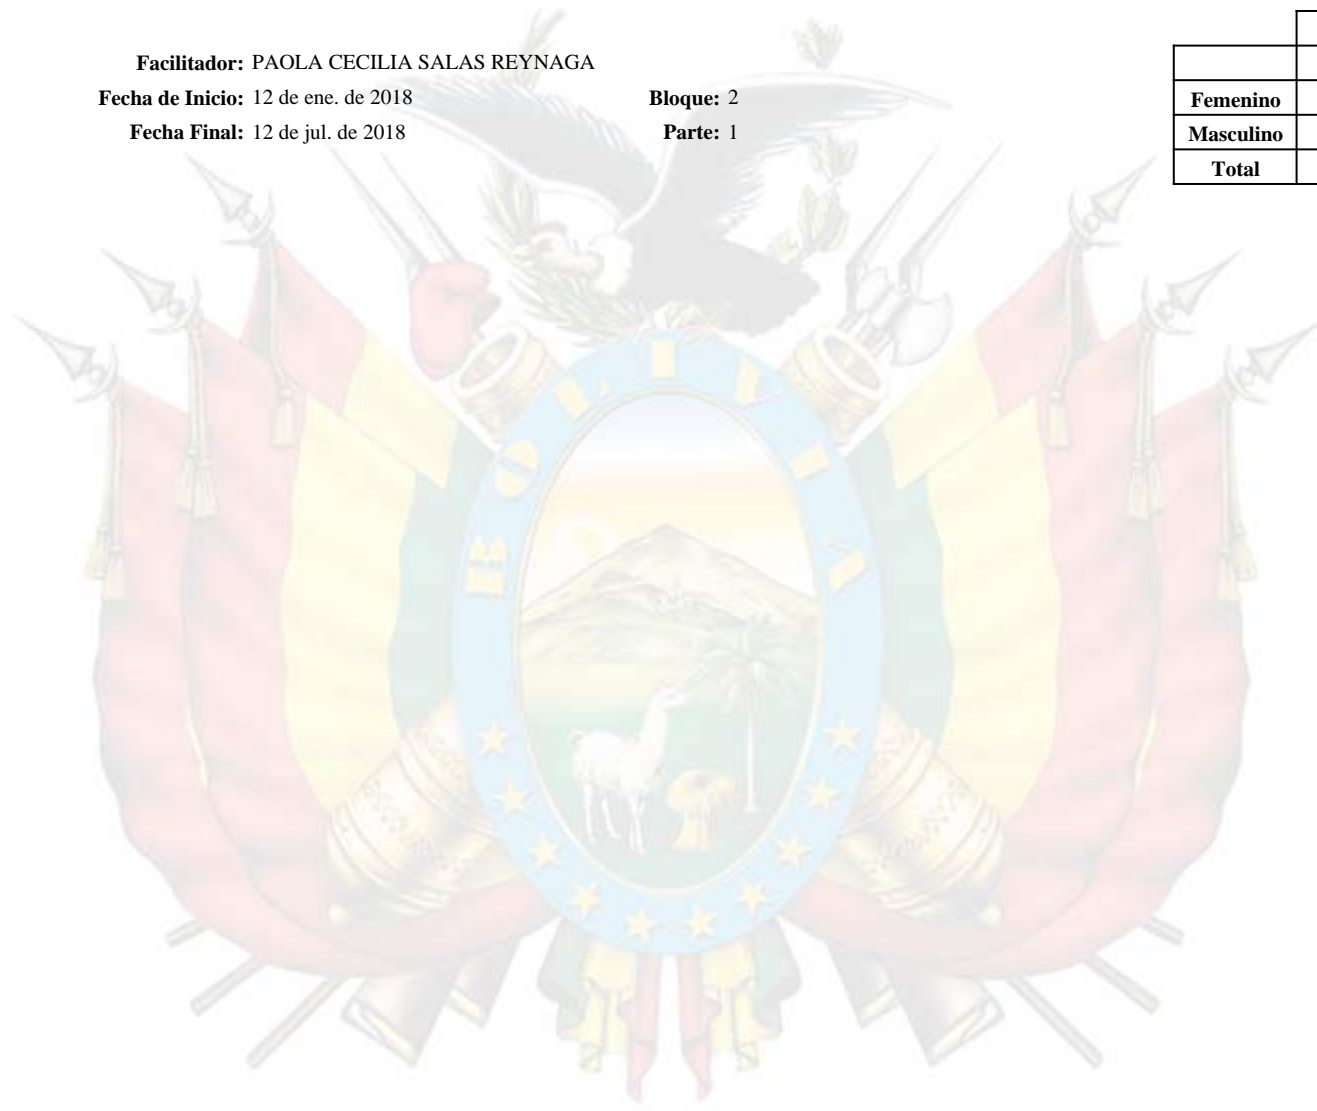 Facilitador: PAOLA CECILIA SALAS REYNAGA
Fecha de Inicio: 12 de ene. de 2018 Bloque: 2
Fecha Final: 12 de jul. de 2018 Parte: 1
Femenino
Masculino
Total
BOLIVIA